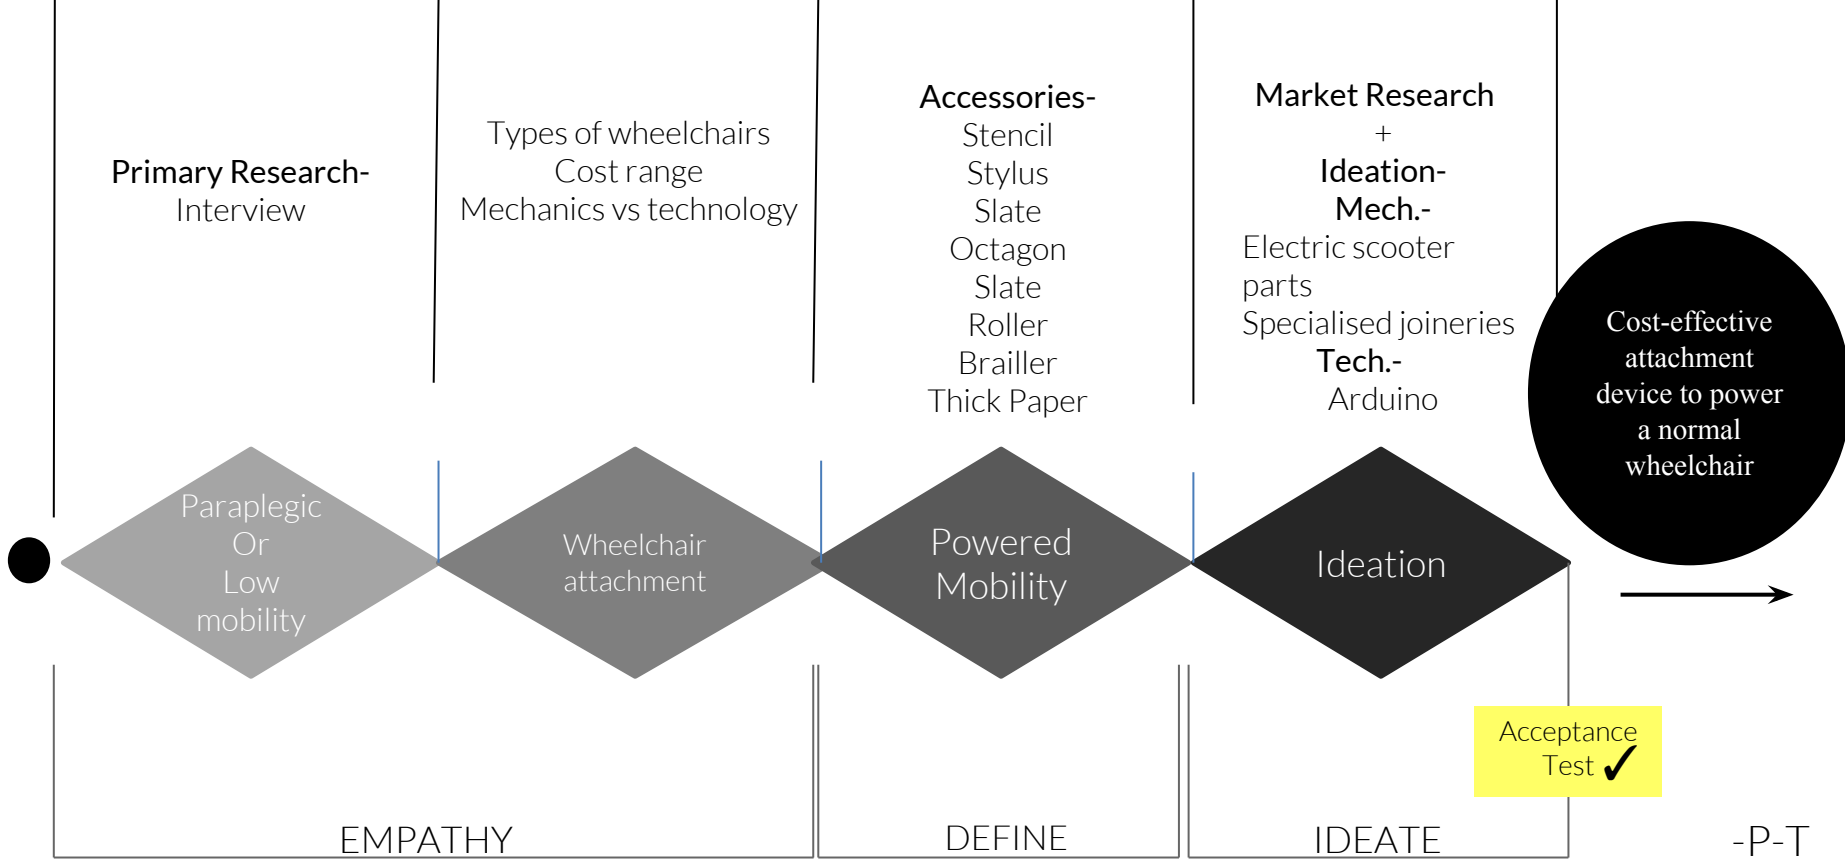 Primary Research-
Interview
Types of wheelchairs
Cost range
Mechanics vs technology
Accessories-
Stencil
Stylus
Slate
Octagon
Slate
Roller
Brailler
Thick Paper
Market Research
+
Ideation-
Mech.-
Electric scooter
parts
Specialised joineries
Tech.-
Arduino
Cost-effective
attachment
device to power
a normal
wheelchair
Paraplegic
Or
Low
mobility
Wheelchair
attachment
Powered
Mobility
Ideation
Acceptance
Test ✓
EMPATHY
DEFINE
IDEATE
-P-T